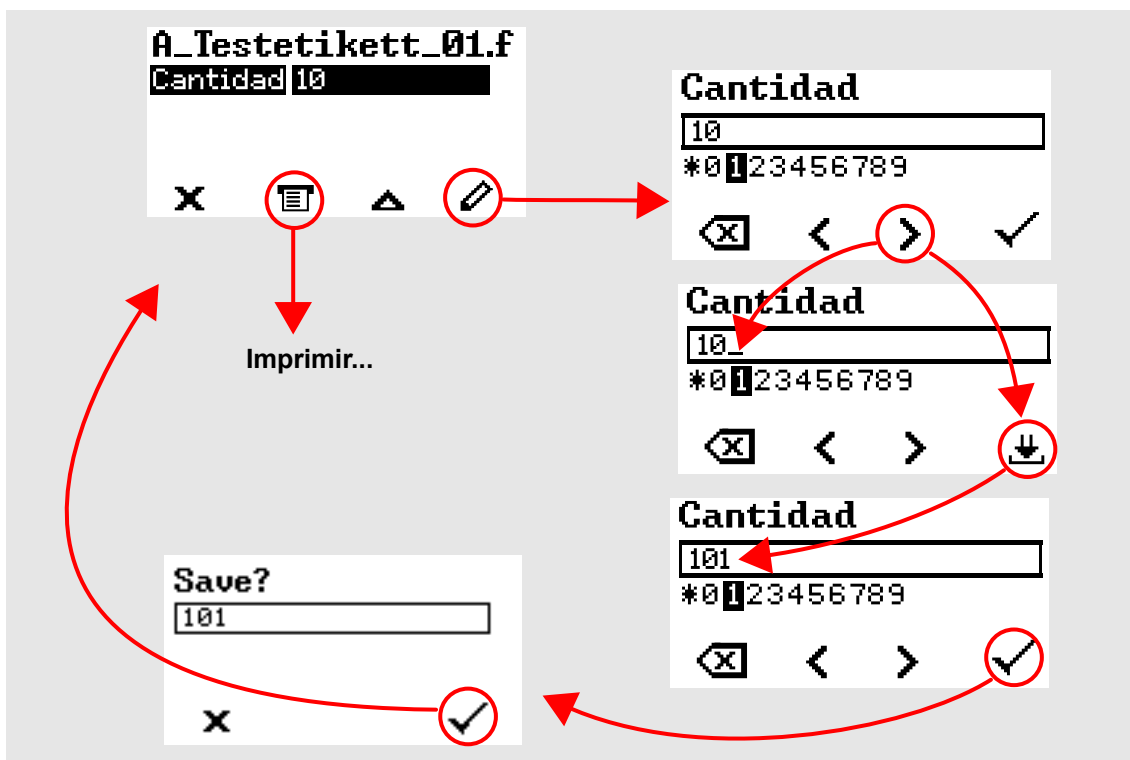 A_Testetikett_01.f
Cantidad 10
Imprimir...
Cantidad
10
*0123456789
Cantidad
10_
*0123456789
Cantidad
101
*0123456789
Save?
101